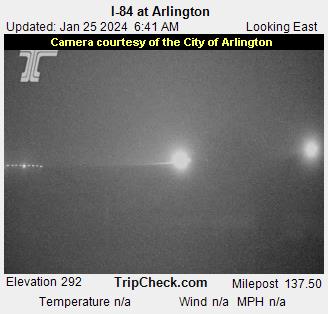 I-84 at Arlington
Updated: Jan 25 2024 6:41 AM Looking East
Camera courtesy of the City of Arlington
Elevation 292 TripCheck.com Milepost 137.50
Temperature n/a Wind n/a MPH n/a